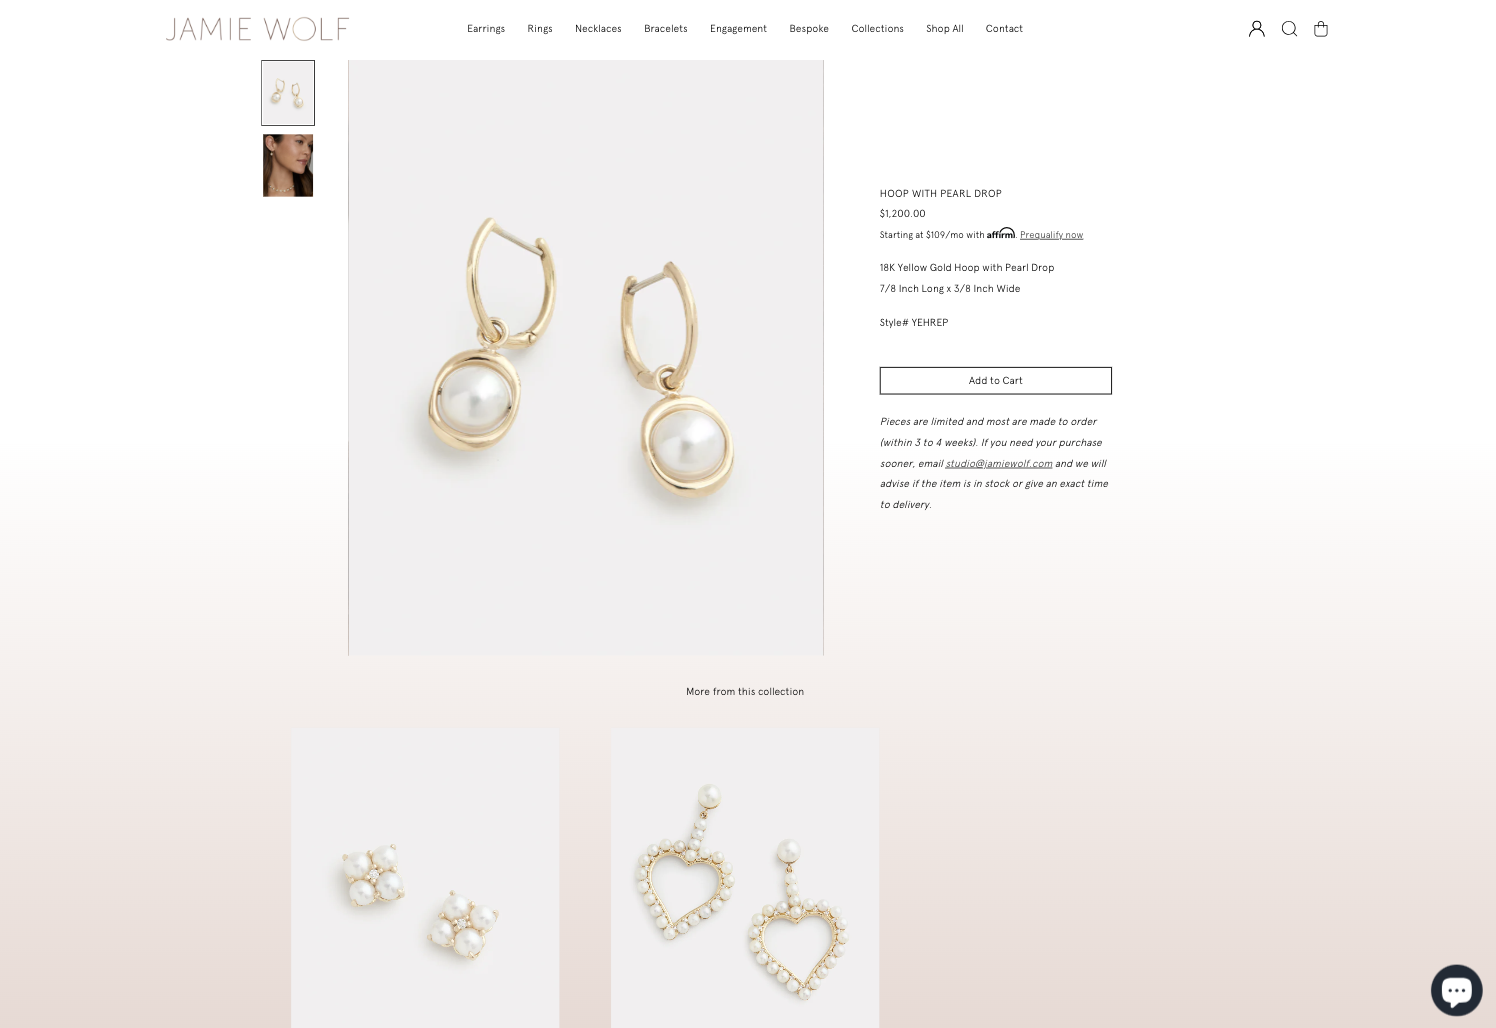 JAMIE WOLF
Earrings
Rings
Necklaces
Bracelets
Engagement
Bespoke
Collections
Shop All
Contact
HOOP WITH PEARL DROP
$1,200.00
Starting at $109/mo with affirm. Prequalify now
18K Yellow Gold Hoop with Pearl Drop
7/8 Inch Long x 3/8 Inch Wide
Style# YEHREP
Add to Cart
Pieces are limited and most are made to order
(within 3 to 4 weeks). If you need your purchase
sooner, email studio@jamiewolf.com and we will
advise if the item is in stock or give an exact time
to delivery.
More from this collection